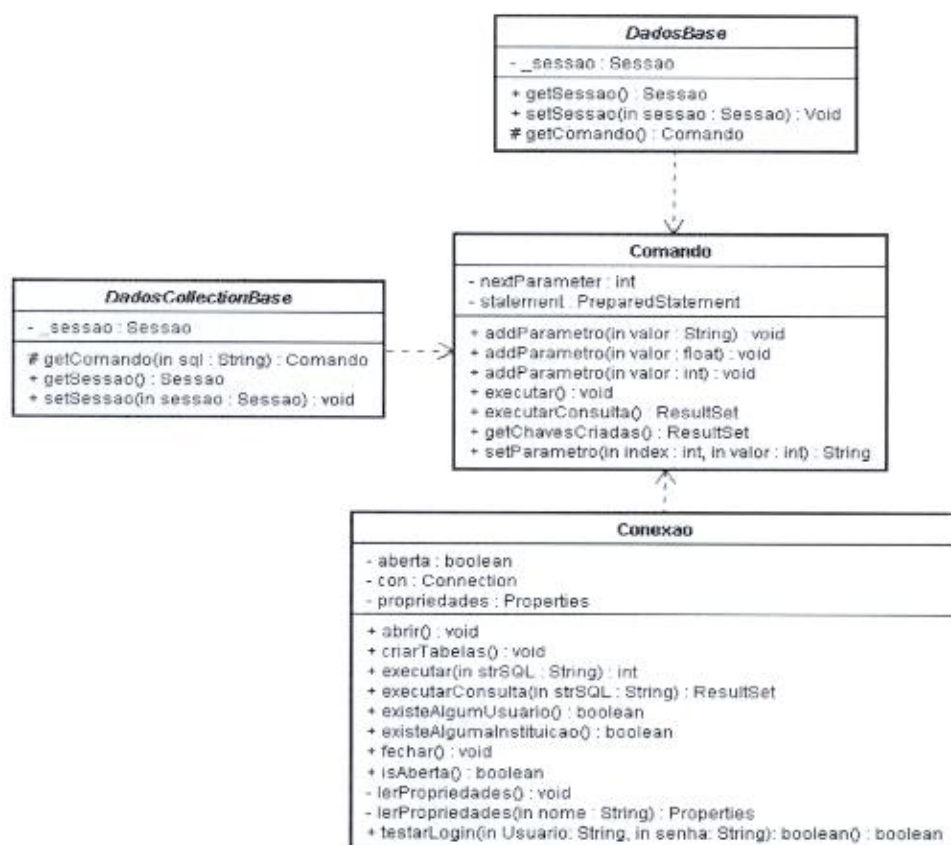 DadosBase
- _sessao : Sessao
+ getSessao() : Sessao
+ setSessao(in sessao : Sessao) : Void
# getComando() : Comando
Comando
- nextParameter : int
- statement : PreparedStatement
+ addParametro(in valor : String) : void
+ addParametro(in valor : float) : void
+ addParametro(in valor : int) : void
+ executar() : void
+ executarConsulta() : ResultSet
+ getChavesCriadas() : ResultSet
+ setParametro(in index : int, in valor : int) : String
DadosCollectionBase
- _sessao : Sessao
# getComando(in sql : String) : Comando
+ getSessao() : Sessao
+ setSessao(in sessao : Sessao) : void
Conexao
- aberta : boolean
- con : Connection
- propriedades : Properties
+ abrir() : void
+ criarTabelas() : void
+ executar(in strSQL : String) : int
+ executarConsulta(in strSQL : String) : ResultSet
+ existeAlgumUsuario() : boolean
+ existeAlgumaInstituicao() : boolean
+ fechar() : void
+ isAberta() : boolean
- lerPropriedades() : void
- lerPropriedades(in nome : String) : Properties
+ testarLogin(in Usuario: String, in senha: String): boolean() : boolean